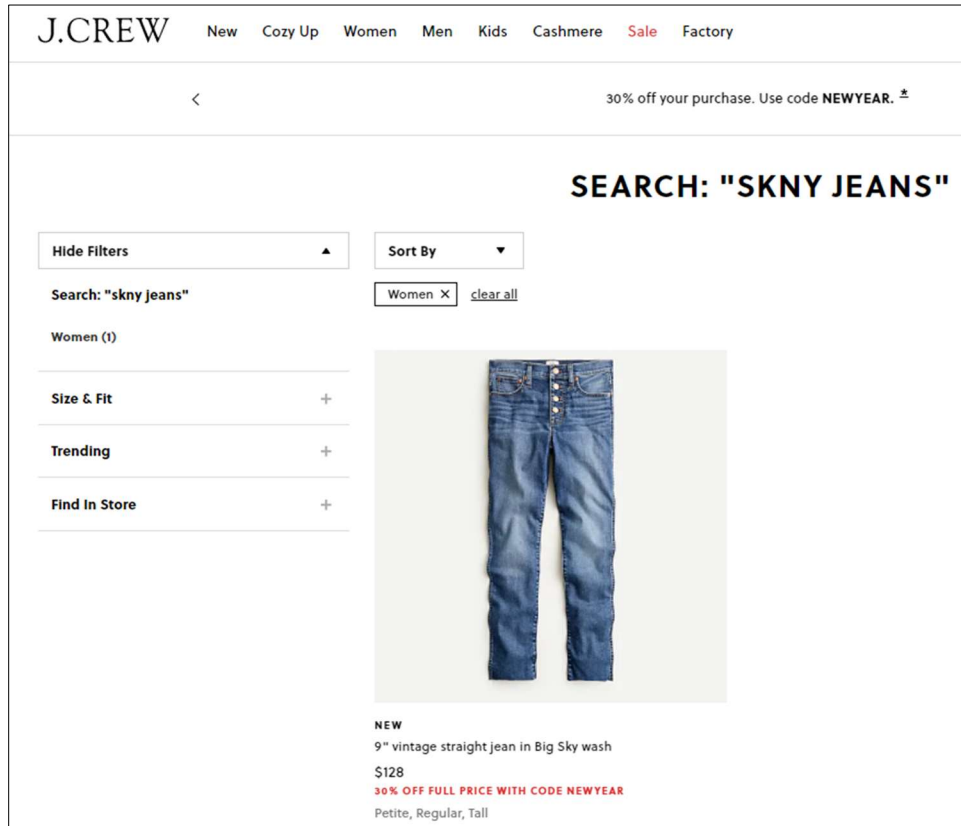 J.CREW New Cozy Up Women Men Kids Cashmere Sale Factory
30% off your purchase. Use code NEWYEAR. *
SEARCH: "SKNY JEANS"
Hide Filters
Sort By
Search: "skny jeans"
Women ✕ clear all
Women (1)
Size & Fit +
Trending +
Find In Store +
NEW
9" vintage straight jean in Big Sky wash
$128
30% OFF FULL PRICE WITH CODE NEWYEAR
Petite, Regular, Tall